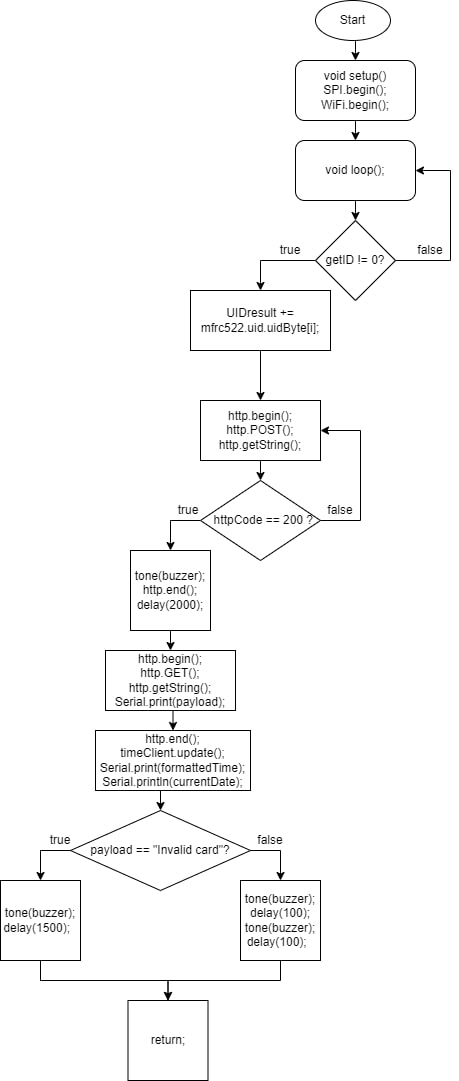 Start
void setup()
SPI.begin();
WiFi.begin();
void loop();
getID != 0?
true
false
UIDresult +=
mfrc522.uid.uidByte[i];
http.begin();
http.POST();
http.getString();
httpCode == 200 ?
true
false
tone(buzzer);
http.end();
delay(2000);
http.begin();
http.GET();
http.getString();
Serial.print(payload);
http.end();
timeClient.update();
Serial.print(formattedTime);
Serial.println(currentDate);
payload == "Invalid card"?
true
false
tone(buzzer);
delay(1500);
tone(buzzer);
delay(100);
tone(buzzer);
delay(100);
return;